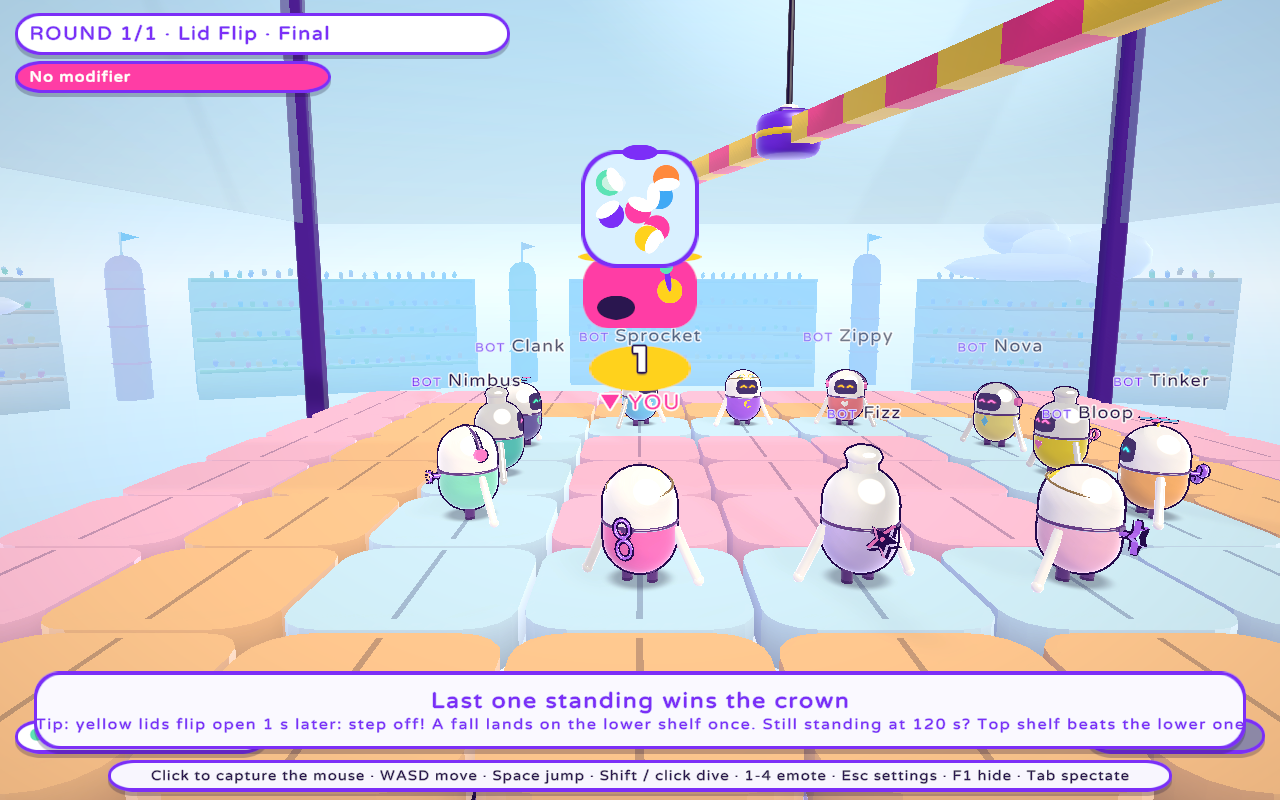 ROUND 1/1 · Lid Flip · Final
No modifier
BOT Sprocket
BOT Zippy
BOT Clank
BOT Nova
1
BOT Nimbus
BOT Tinker
YOU
BOT Fizz
BOT Bloop
Last one standing wins the crown
Tip: yellow lids flip open 1 s later: step off! A fall lands on the lower shelf once. Still standing at 120 s? Top shelf beats the lower one
Click to capture the mouse · WASD move · Space jump · Shift / click dive · 1-4 emote · Esc settings · F1 hide · Tab spectate